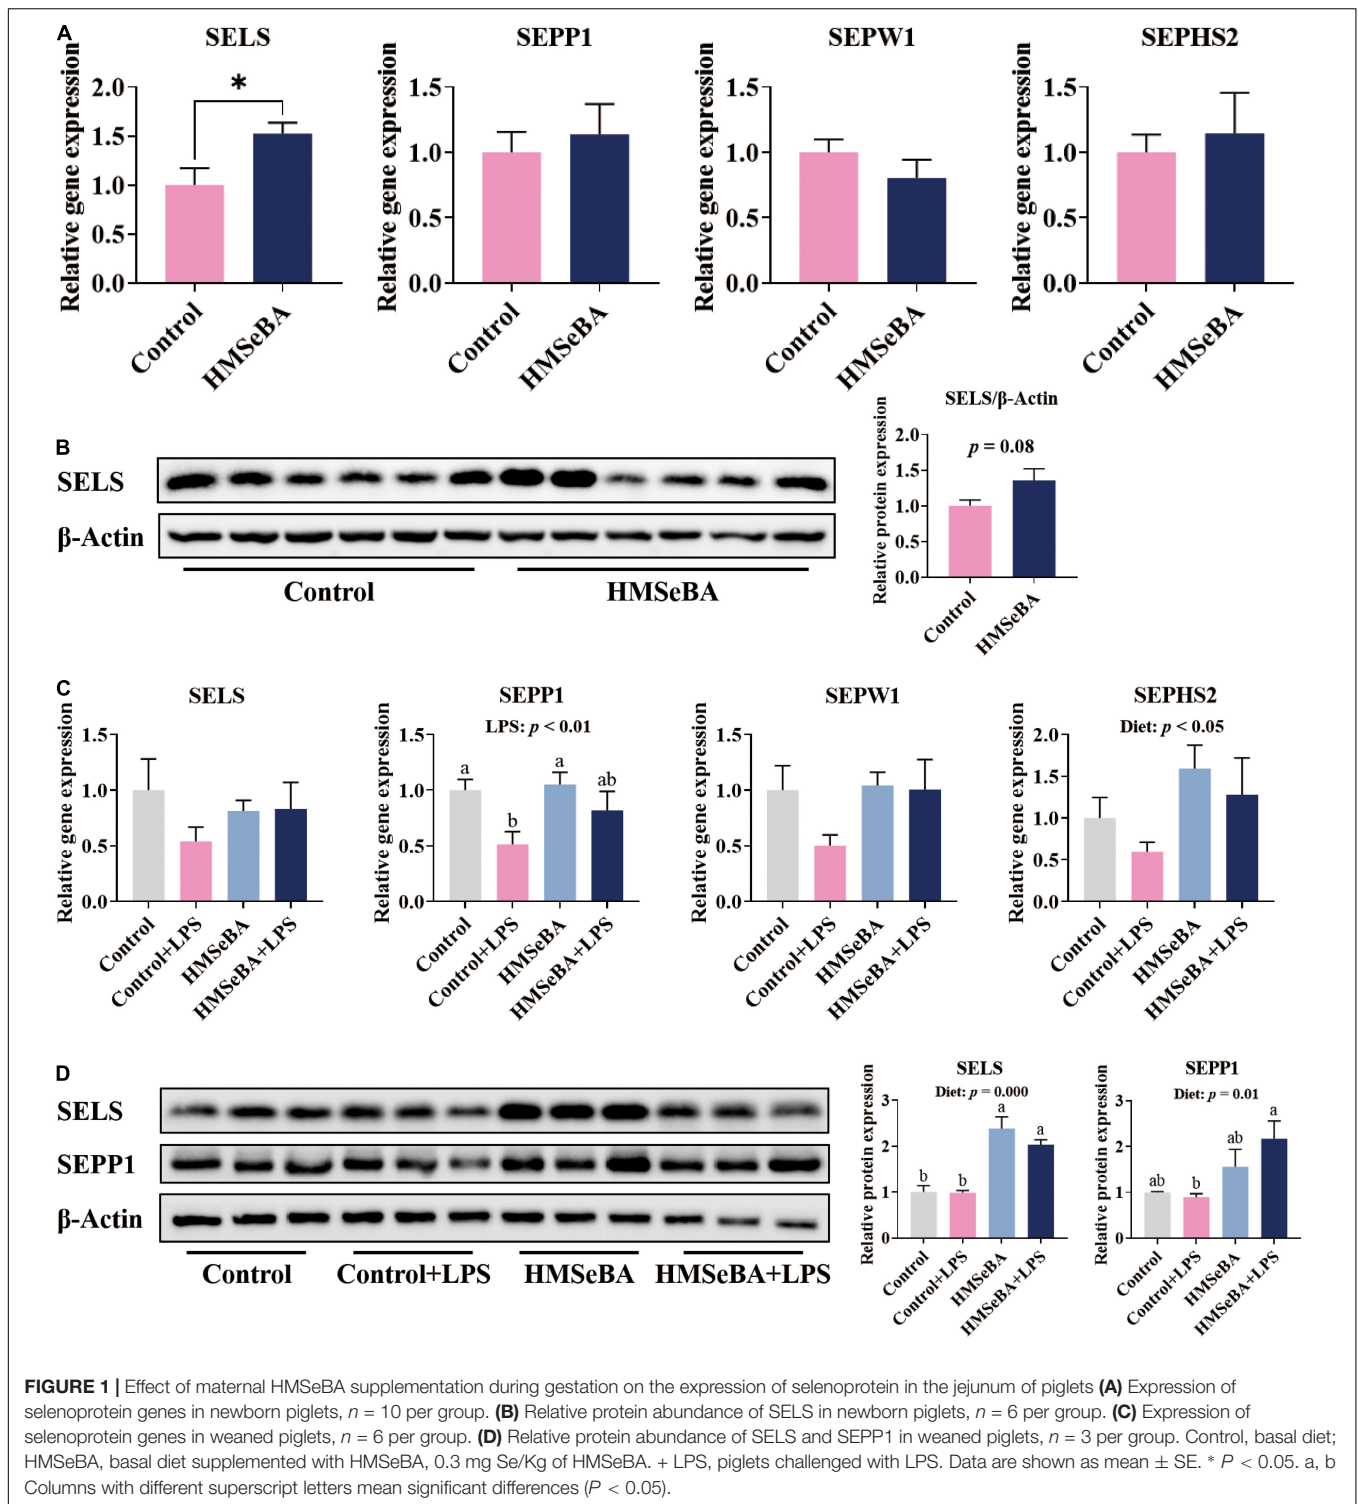 A
SELS
SEPP1
SEPW1
SEPHS2
Relative gene expression
2.0
1.5
1.0
0.5
0.0
*
Control
HMSeBA
Relative gene expression
1.5
1.0
0.5
0.0
Control
HMSeBA
Relative gene expression
1.5
1.0
0.5
0.0
Control
HMSeBA
Relative gene expression
1.5
1.0
0.5
0.0
Control
HMSeBA
B
SELS
β-Actin
Control
HMSeBA
SELS/β-Actin
p = 0.08
Relative protein expression
2.0
1.5
1.0
0.5
0.0
Control
HMSeBA
C
SELS
Relative gene expression
1.5
1.0
0.5
0.0
Control
Control+LPS
HMSeBA
HMSeBA+LPS
SEPP1
LPS: p < 0.01
Relative gene expression
1.5
1.0
0.5
0.0
a
b
a
ab
Control
Control+LPS
HMSeBA
HMSeBA+LPS
SEPW1
Relative gene expression
1.5
1.0
0.5
0.0
Control
Control+LPS
HMSeBA
HMSeBA+LPS
SEPHS2
Diet: p < 0.05
Relative gene expression
2.0
1.5
1.0
0.5
0.0
Control
Control+LPS
HMSeBA
HMSeBA+LPS
D
SELS
SEPP1
β-Actin
Control
Control+LPS
HMSeBA
HMSeBA+LPS
SELS
Diet: p = 0.000
Relative protein expression
3
2
1
0
b
b
a
a
Control
Control+LPS
HMSeBA
HMSeBA+LPS
SEPP1
Diet: p = 0.01
Relative protein expression
3
2
1
0
ab
b
ab
a
Control
Control+LPS
HMSeBA
HMSeBA+LPS
FIGURE 1 | Effect of maternal HMSeBA supplementation during gestation on the expression of selenoprotein in the jejunum of piglets (A) Expression of
selenoprotein genes in newborn piglets, n = 10 per group. (B) Relative protein abundance of SELS in newborn piglets, n = 6 per group. (C) Expression of
selenoprotein genes in weaned piglets, n = 6 per group. (D) Relative protein abundance of SELS and SEPP1 in weaned piglets, n = 3 per group. Control, basal diet;
HMSeBA, basal diet supplemented with HMSeBA, 0.3 mg Se/Kg of HMSeBA. + LPS, piglets challenged with LPS. Data are shown as mean ± SE. * P < 0.05. a, b
Columns with different superscript letters mean significant differences (P < 0.05).